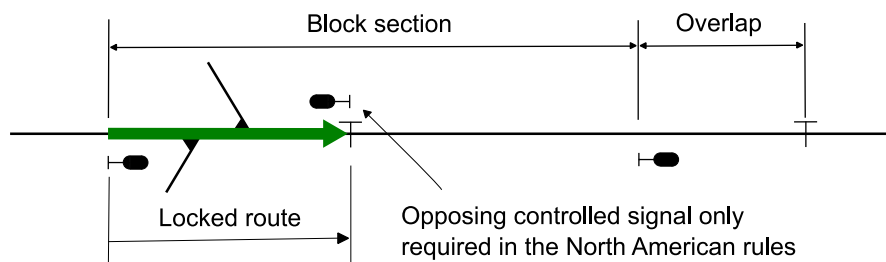 Block section
Overlap
Locked route
Opposing controlled signal only
required in the North American rules